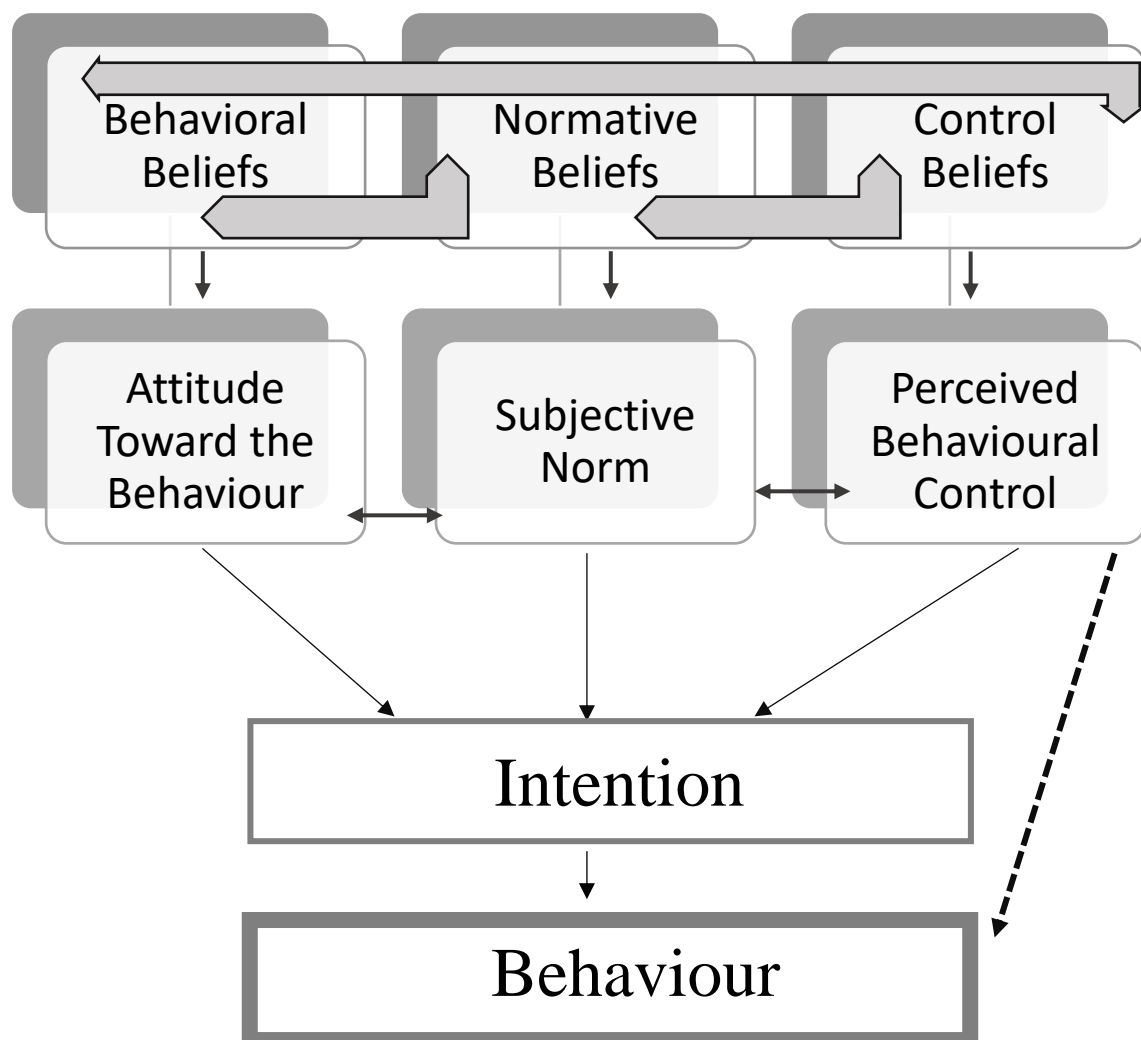 Behavioral
Beliefs
Normative
Beliefs
Control
Beliefs
Attitude
Toward the
Behaviour
Subjective
Norm
Perceived
Behavioural
Control
Intention
Behaviour